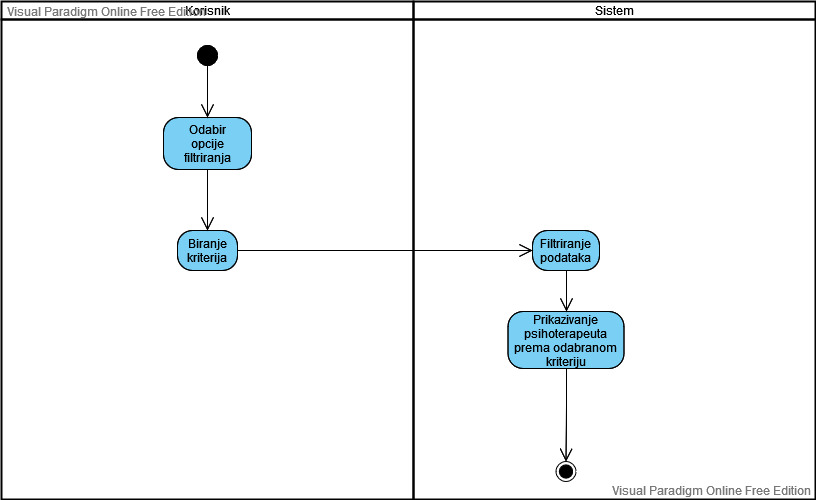 Visual Paradigm Online Free Edition
Korisnik
Sistem
Odabir
opcije
filtriranja
Biranje
kriterija
Filtriranje
podataka
Prikazivanje
psihoterapeuta
prema odabranom
kriteriju
Visual Paradigm Online Free Edition